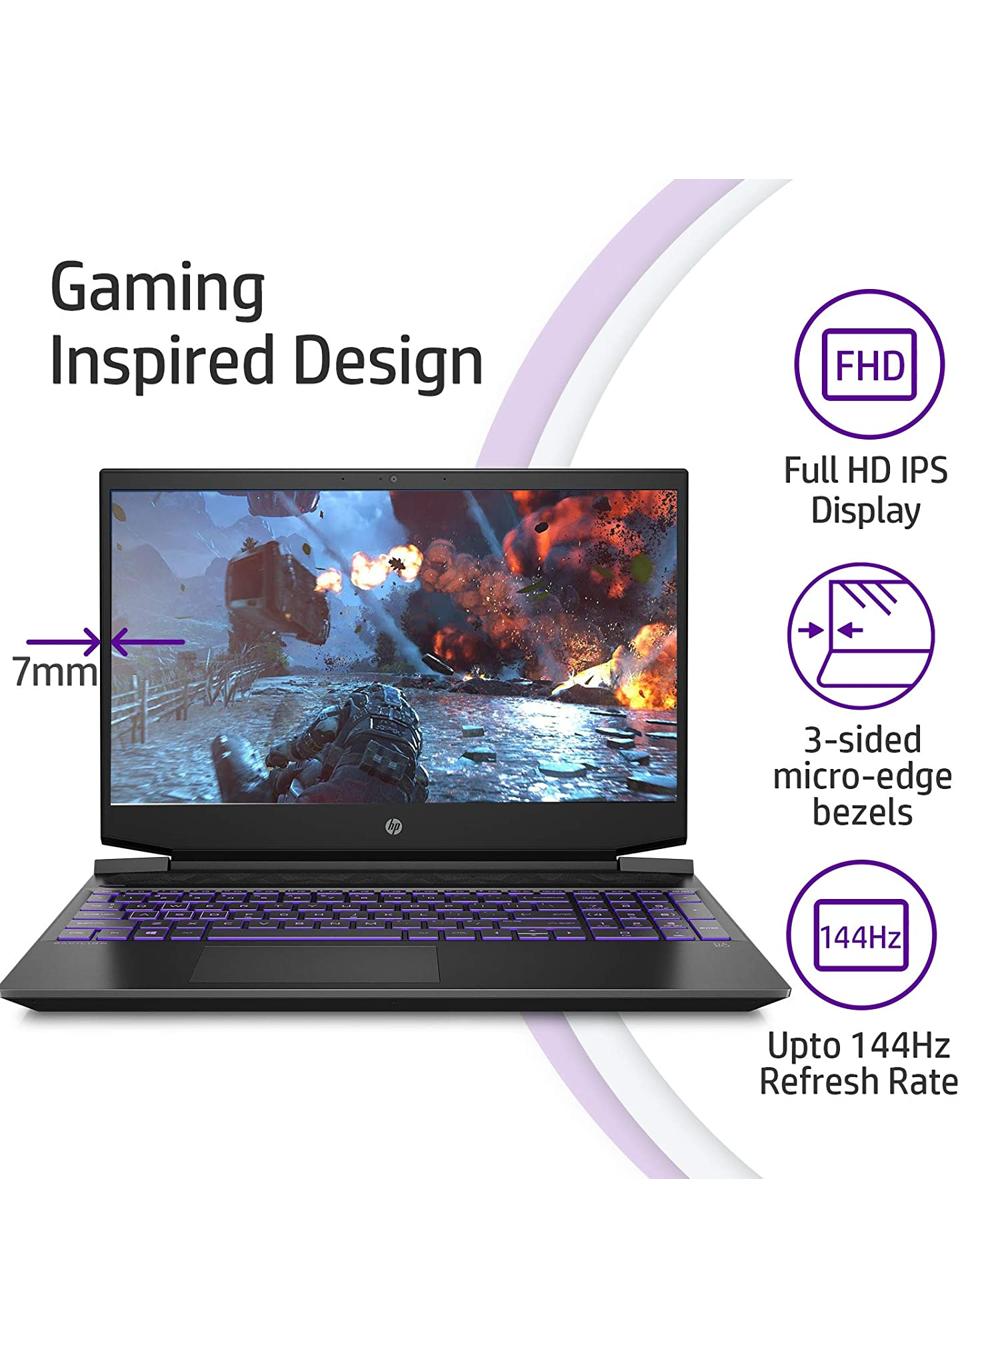 Gaming
Inspired Design
FHD
Full HD IPS
Display
7mm
3-sided
micro-edge
bezels
hp
144Hz
Upto 144Hz
Refresh Rate